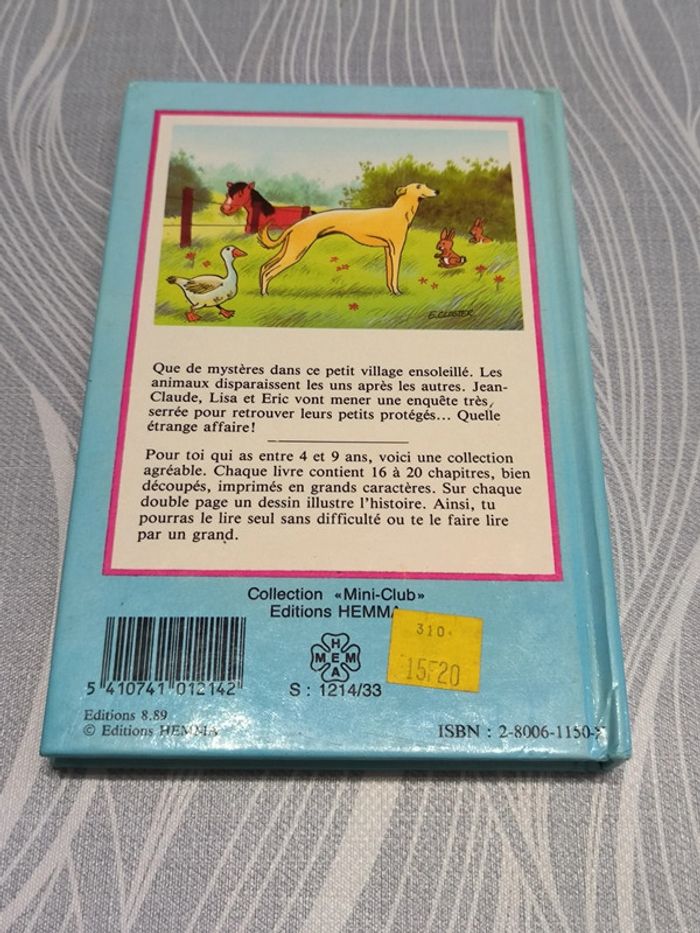 E.CLOSTER
Que de mystères dans ce petit village ensoleillé. Les
animaux disparaissent les uns après les autres. Jean-
Claude, Lisa et Eric vont mener une enquête très
serrée pour retrouver leurs petits protégés... Quelle
étrange affaire!
Pour toi qui as entre 4 et 9 ans, voici une collection
agréable. Chaque livre contient 16 à 20 chapitres, bien
découpés, imprimés en grands caractères. Sur chaque
double page un dessin illustre l'histoire. Ainsi, tu
pourras le lire seul sans difficulté ou te le faire lire
par un grand.
Collection «Mini-Club»
Editions HEMMA
310.
15F20
HEMMA
S : 1214/33
5 410741 012142
Editions 8.89
© Editions HEMMA
ISBN : 2-8006-1150-